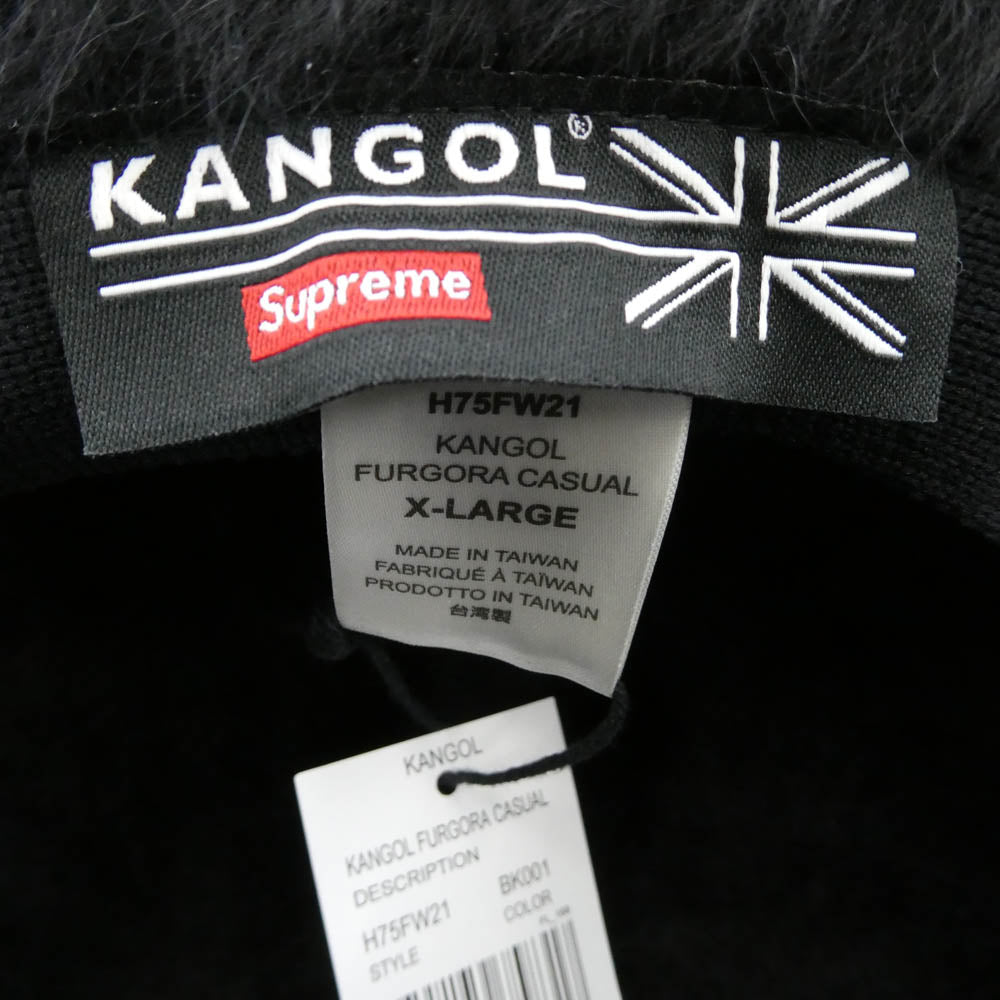 KANGOL®
Supreme
H75FW21
KANGOL
FURGORA CASUAL
X-LARGE
MADE IN TAIWAN
FABRIQUÉ À TAÏWAN
PRODOTTO IN TAIWAN
台湾製
KANGOL
KANGOL FURGORA CASUAL
DESCRIPTION
H75FW21 BK001
STYLE COLOR